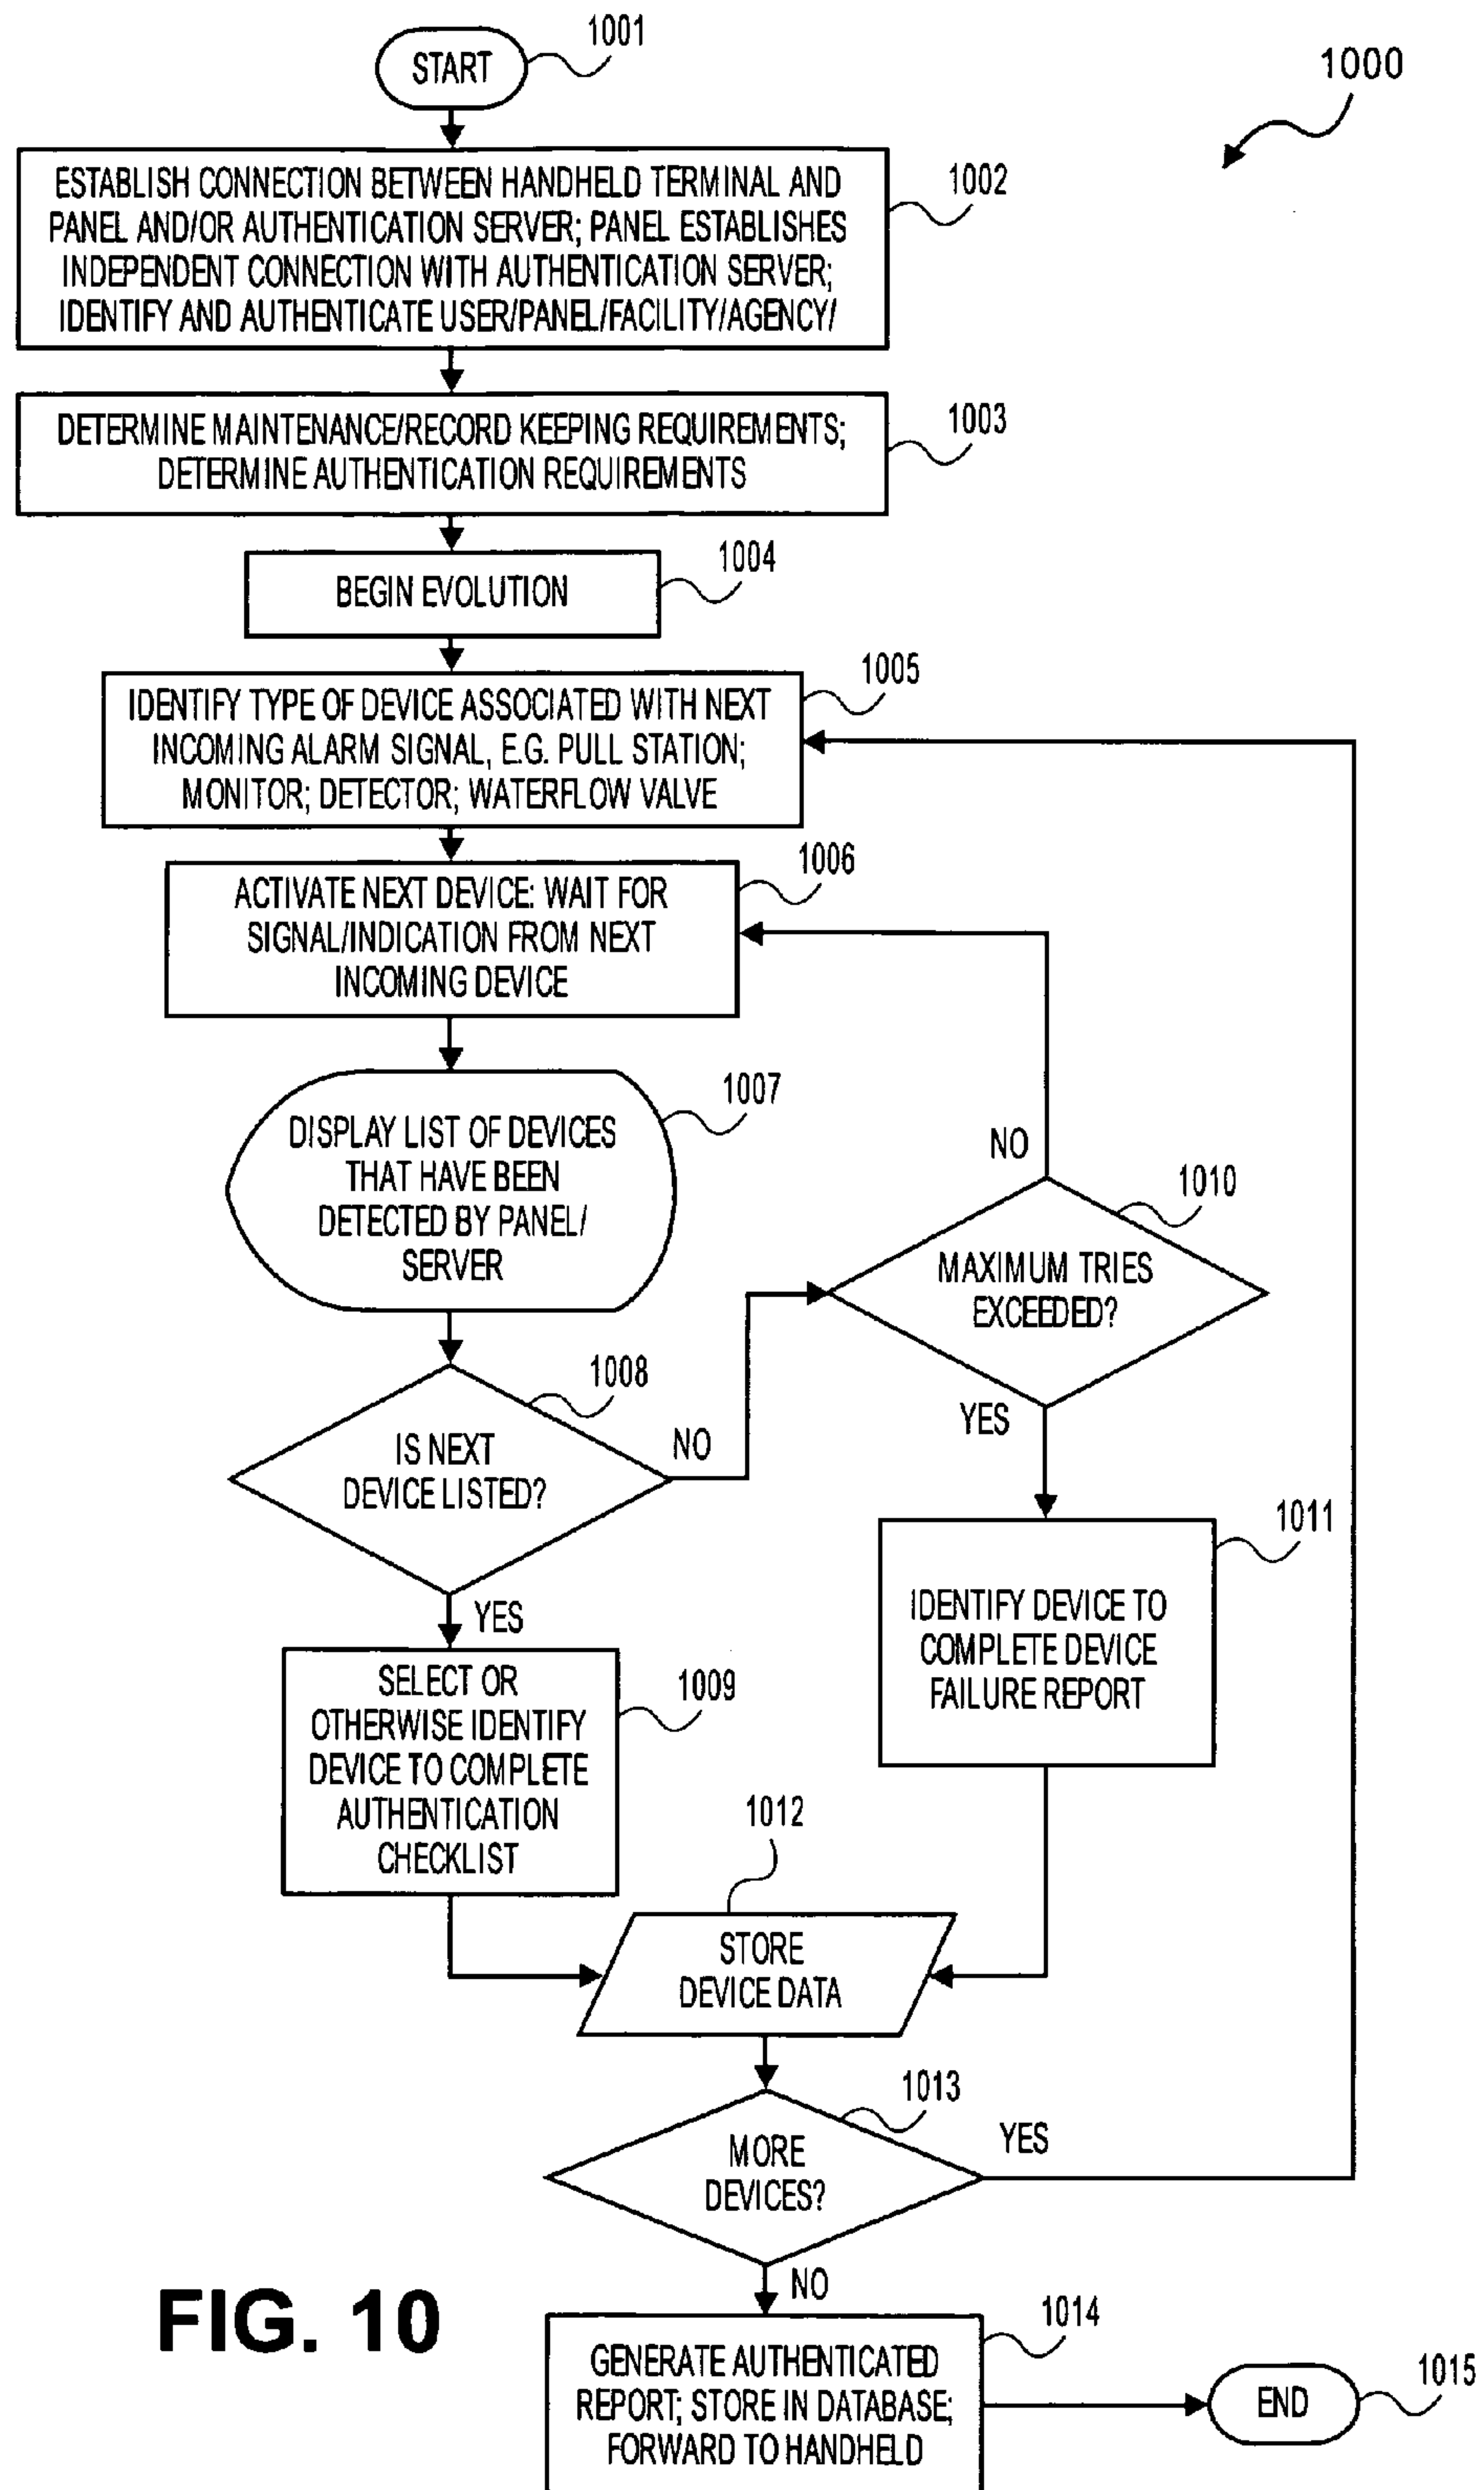 1001
START
1000
ESTABLISH CONNECTION BETWEEN HANDHELD TERMINAL AND
PANEL AND/OR AUTHENTICATION SERVER; PANEL ESTABLISHES
INDEPENDENT CONNECTION WITH AUTHENTICATION SERVER;
IDENTIFY AND AUTHENTICATE USER/PANEL/FACILITY/AGENCY/
1002
DETERMINE MAINTENANCE/RECORD KEEPING REQUIREMENTS;
DETERMINE AUTHENTICATION REQUIREMENTS
1003
BEGIN EVOLUTION
1004
IDENTIFY TYPE OF DEVICE ASSOCIATED WITH NEXT
INCOMING ALARM SIGNAL, E.G. PULL STATION;
MONITOR; DETECTOR; WATERFLOW VALVE
1005
ACTIVATE NEXT DEVICE: WAIT FOR
SIGNAL/INDICATION FROM NEXT
INCOMING DEVICE
1006
DISPLAY LIST OF DEVICES
THAT HAVE BEEN
DETECTED BY PANEL/
SERVER
1007
NO
1010
MAXIMUM TRIES
EXCEEDED?
YES
1008
IS NEXT
DEVICE LISTED?
NO
YES
1011
IDENTIFY DEVICE TO
COMPLETE DEVICE
FAILURE REPORT
SELECT OR
OTHERWISE IDENTIFY
DEVICE TO COMPLETE
AUTHENTICATION
CHECKLIST
1009
1012
STORE
DEVICE DATA
1013
MORE
DEVICES?
YES
NO
FIG. 10
GENERATE AUTHENTICATED
REPORT; STORE IN DATABASE;
FORWARD TO HANDHELD
1014
END
1015